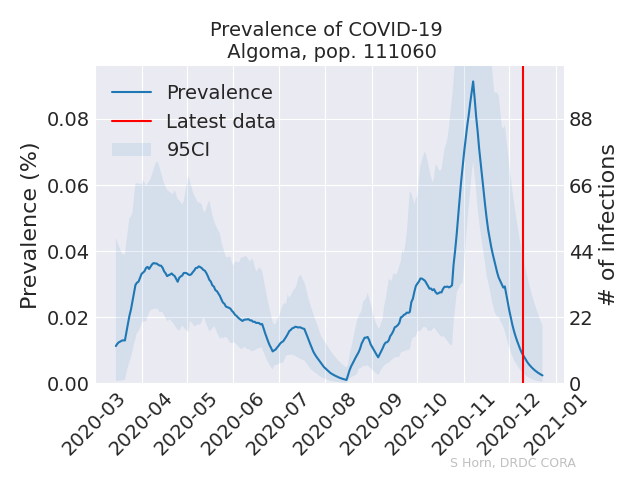 Prevalence of COVID-19
Algoma, pop. 111060
Prevalence
Latest data
95CI
Prevalence (%)
0.08
0.06
0.04
0.02
0.00
88
66
44
22
0
# of infections
2020-03
2020-04
2020-05
2020-06
2020-07
2020-08
2020-09
2020-10
2020-11
2020-12
2021-01
S Horn, DRDC CORA